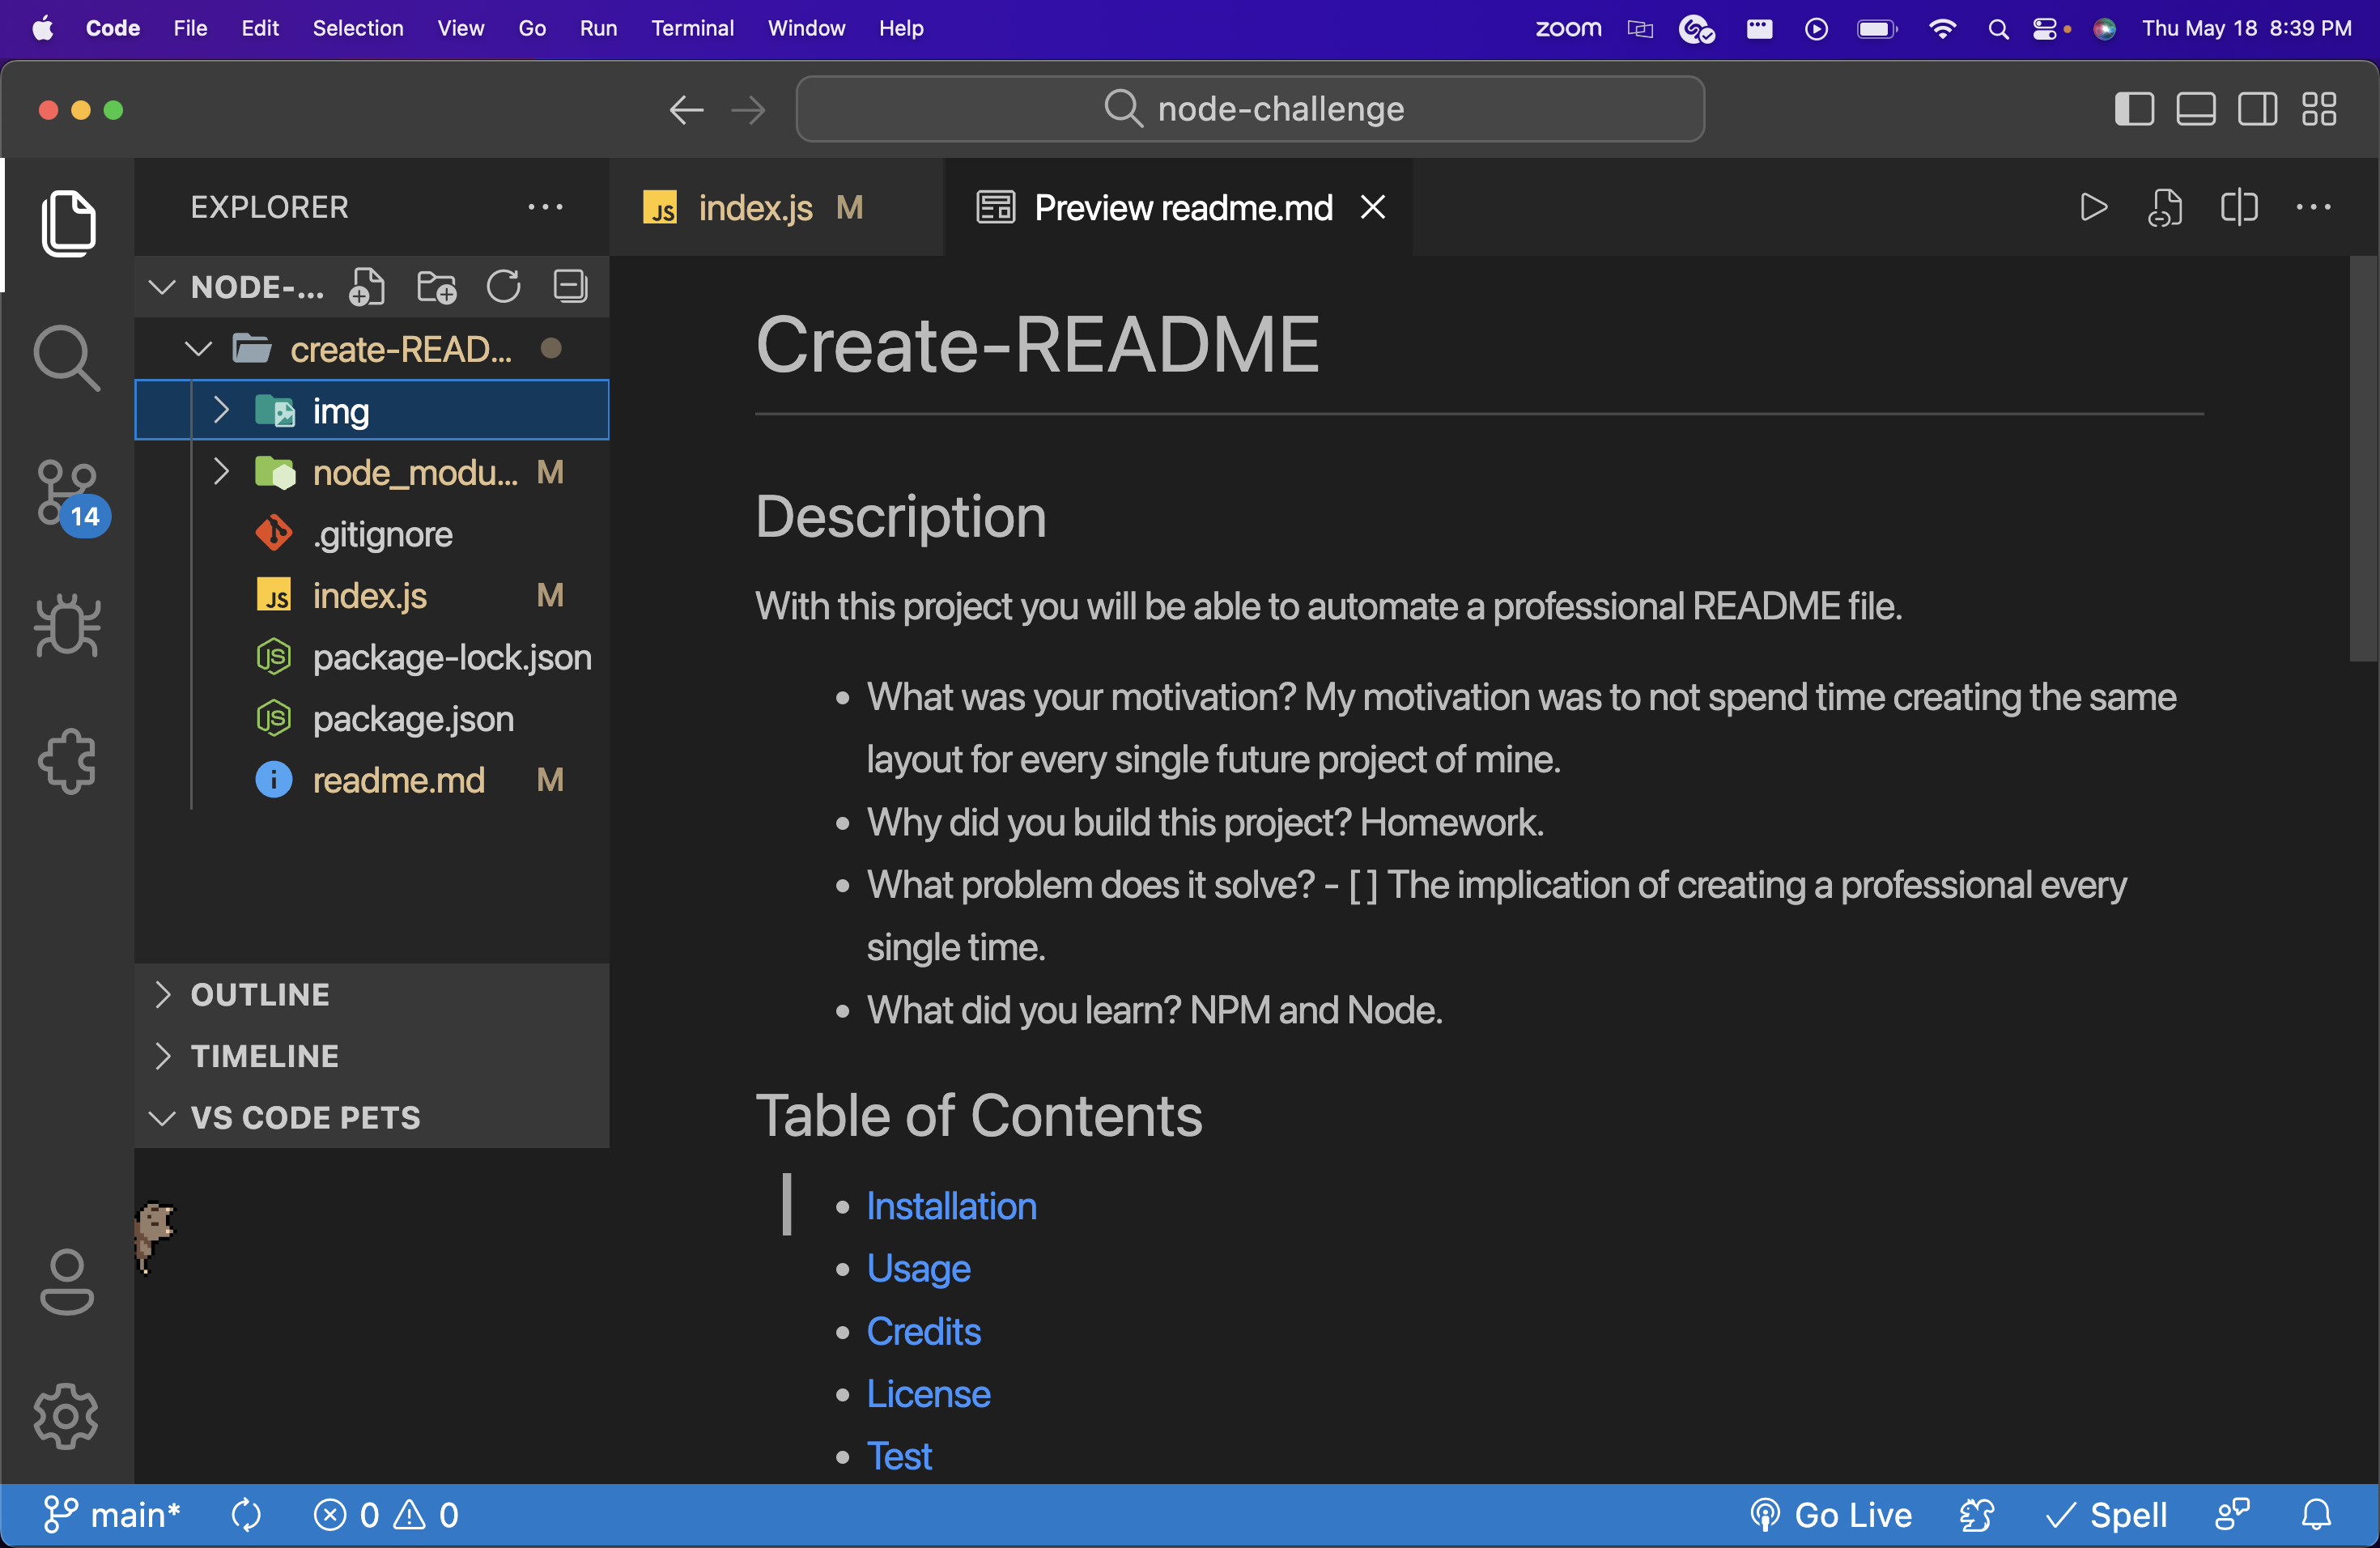 Code File Edit Selection View Go Run Terminal Window Help zoom Thu May 18 8:39 PM
node-challenge
EXPLORER
JS index.js M
Preview readme.md
NODE-...
create-READ...
img
node_modu... M
.gitignore
JS index.js M
JS package-lock.json
JS package.json
i readme.md M
14
OUTLINE
TIMELINE
VS CODE PETS
Create-README
Description
With this project you will be able to automate a professional README file.
• What was your motivation? My motivation was to not spend time creating the same
layout for every single future project of mine.
• Why did you build this project? Homework.
• What problem does it solve? - [ ] The implication of creating a professional every
single time.
• What did you learn? NPM and Node.
Table of Contents
• Installation
• Usage
• Credits
• License
• Test
main* 0 0 Go Live Spell